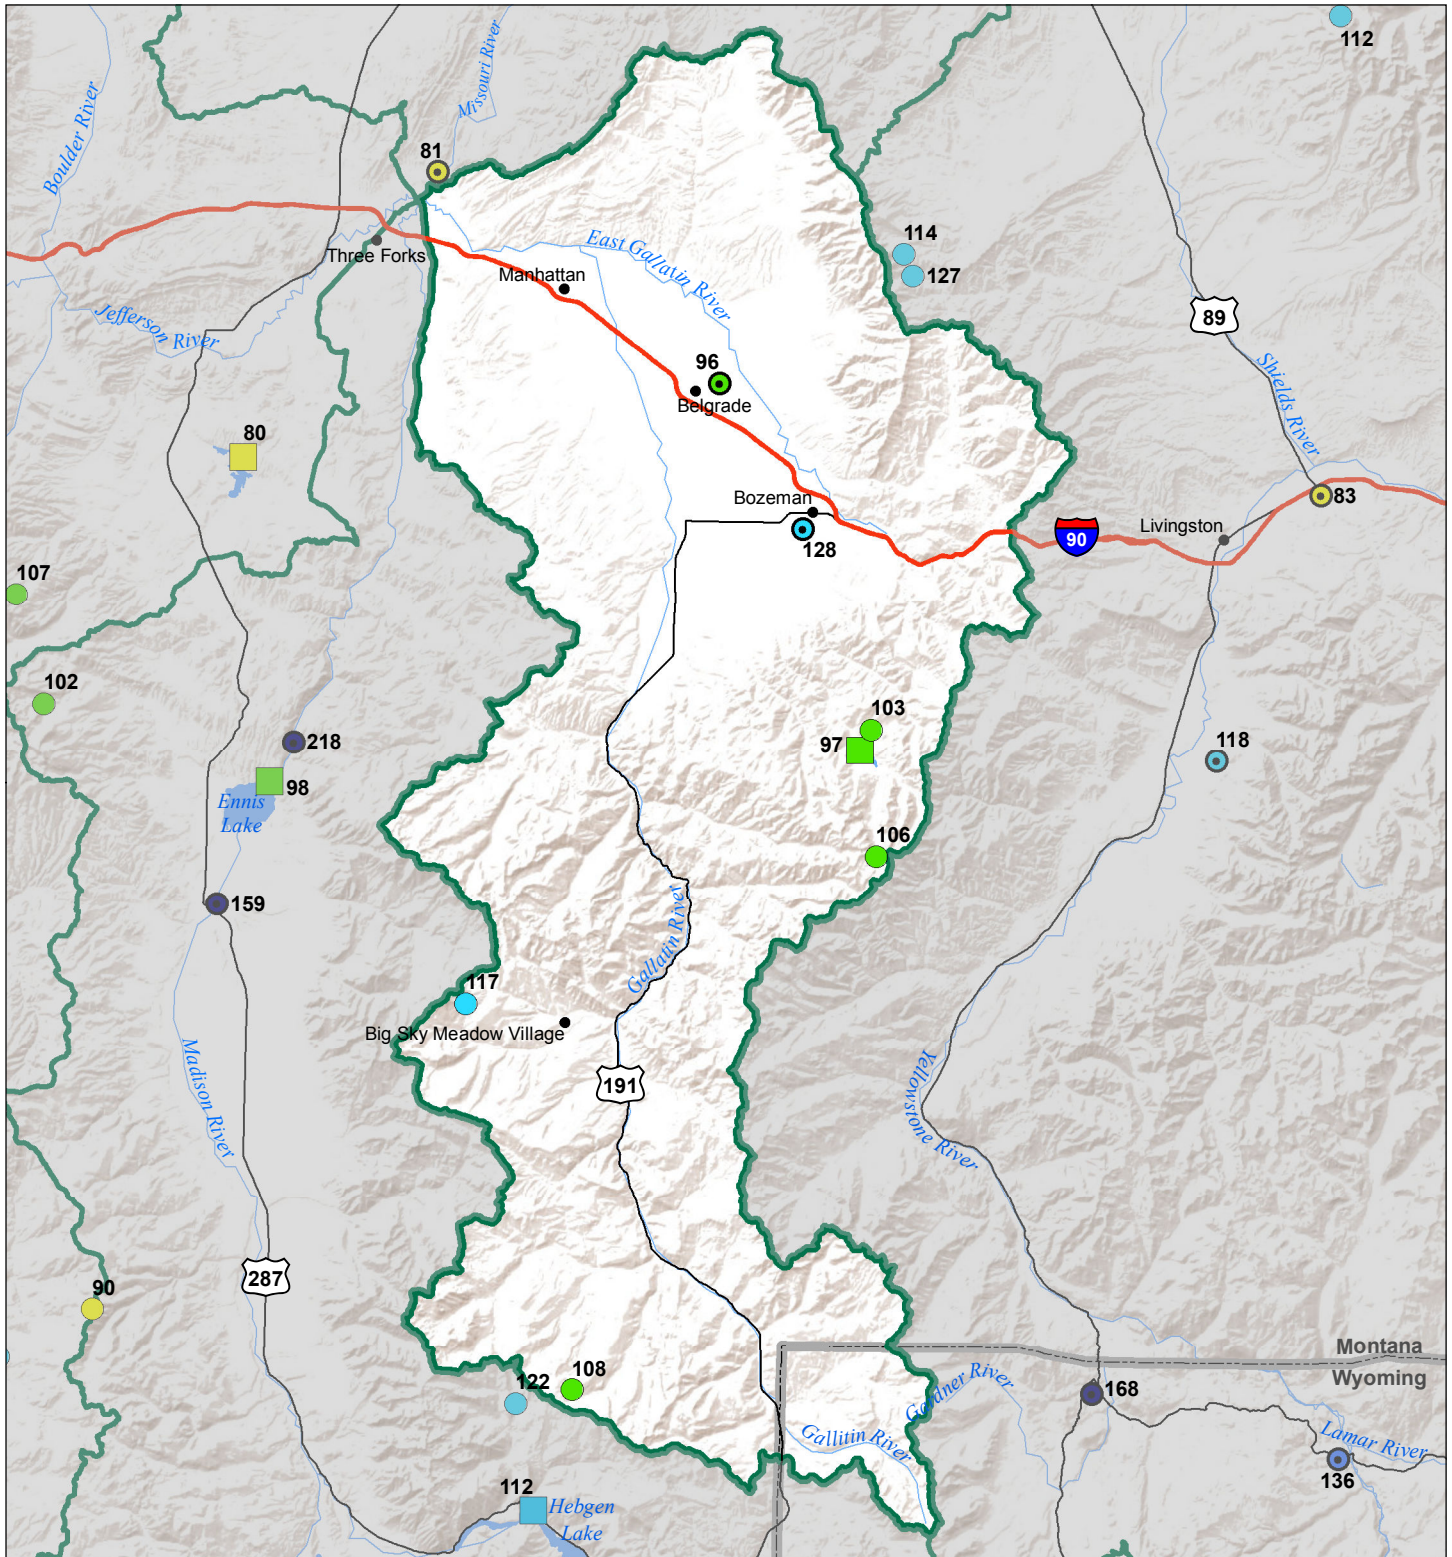 112
Missouri River
Boulder River
81
114
127
East Gallatin River
Three Forks
Manhattan
89
Jefferson River
96
Belgrade
Shields River
80
Bozeman
128
83
Livingston
90
107
102
218
103
97
118
98
Ennis
Lake
106
159
Gallatin River
117
Big Sky Meadow Village
Madison River
191
Yellowstone River
287
90
Montana
Wyoming
108
122
Gardner River
168
Gallitin River
Lamar River
136
112
Hebgen
Lake